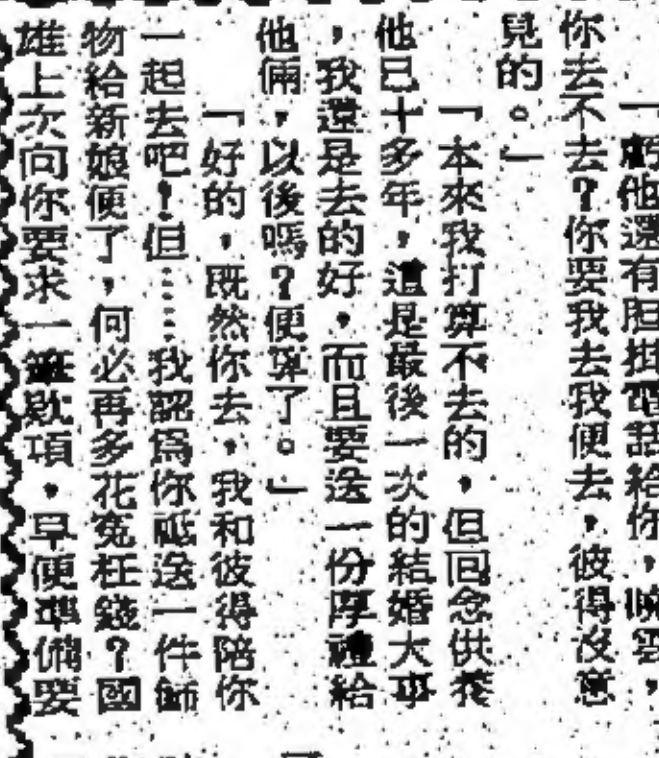 「虧他還有胆掛電話給你，曉雲，
你去不去？你要我去我便去，彼得沒意
見的。」
「本來我打算不去的，但回念供養
他已十多年，這是最後一次的結婚大事
，我還是去的好，而且要送一份厚禮給
他倆，以後嗎？便算了。」
「好的，既然你去，我和彼得陪你
一起去吧！但……我認爲你祗送一件飾
物給新娘便了，何必再多花冤枉錢？國
雄上次向你要求一筆欵項，早便準備要